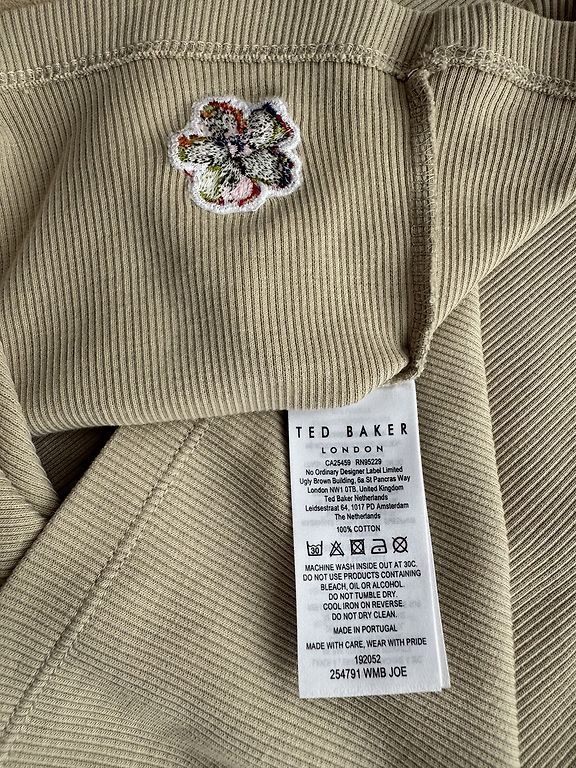 TED BAKER
LONDON
CA25459 RN95229
No Ordinary Designer Label Limited
Ugly Brown Building, 6a St Pancras Way
London NW1 0TB, United Kingdom
Ted Baker Netherlands
Leidsestraat 64, 1017 PD Amsterdam
The Netherlands
100% COTTON
30
MACHINE WASH INSIDE OUT AT 30C.
DO NOT USE PRODUCTS CONTAINING
BLEACH, OIL OR ALCOHOL.
DO NOT TUMBLE DRY.
COOL IRON ON REVERSE.
DO NOT DRY CLEAN.
MADE IN PORTUGAL
MADE WITH CARE, WEAR WITH PRIDE
192052
254791 WMB JOE